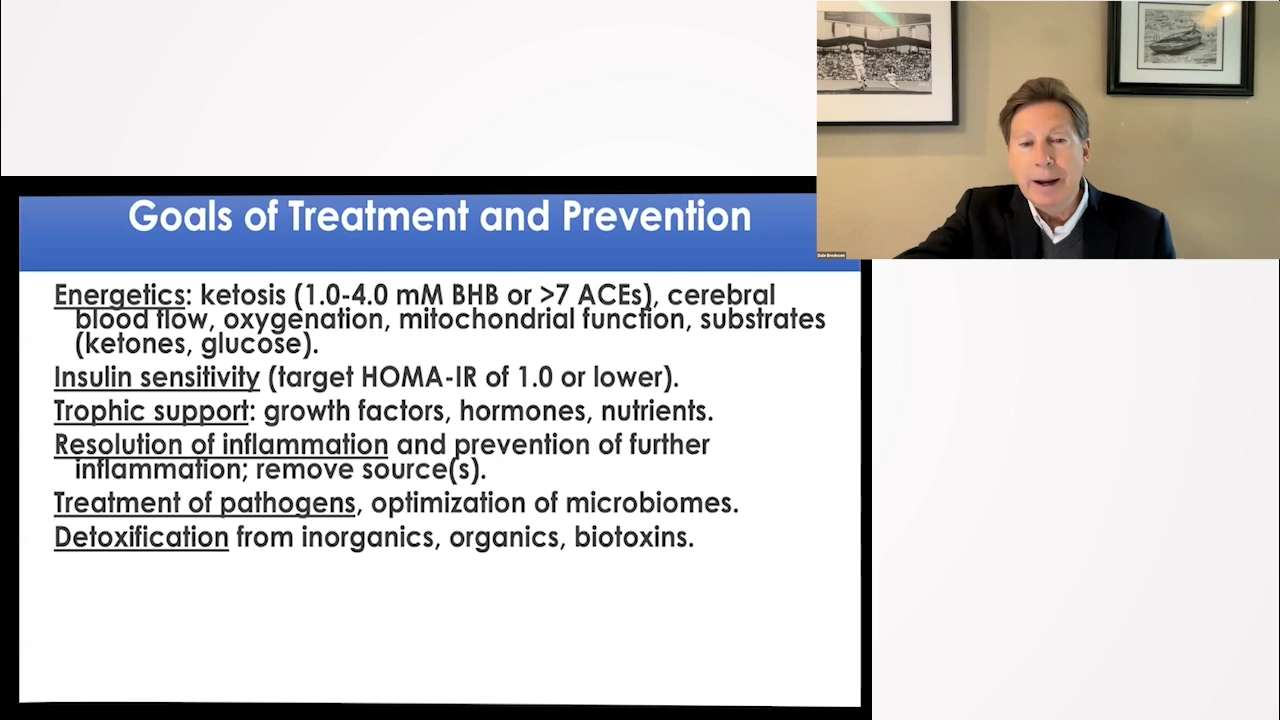 Goals of Treatment and Prevention
Energetics: ketosis (1.0-4.0 mM BHB or >7 ACEs), cerebral
blood flow, oxygenation, mitochondrial function, substrates
(ketones, glucose).
Insulin sensitivity (target HOMA-IR of 1.0 or lower).
Trophic support: growth factors, hormones, nutrients.
Resolution of inflammation and prevention of further
inflammation; remove source(s).
Treatment of pathogens, optimization of microbiomes.
Detoxification from inorganics, organics, biotoxins.
Dale Bredesen